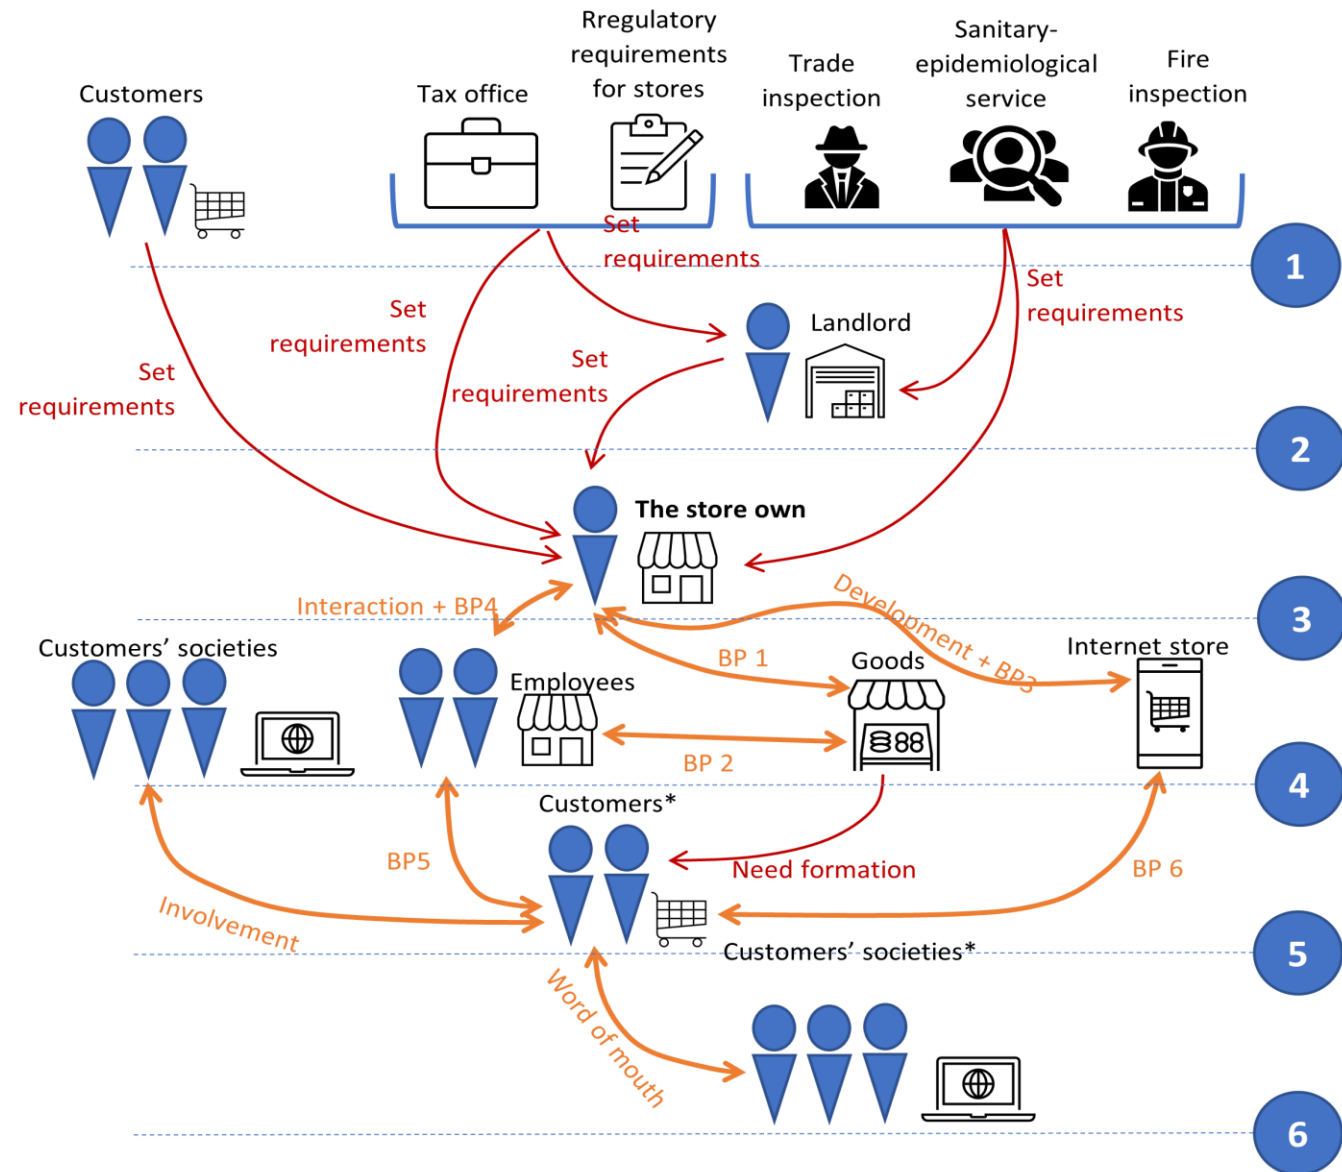 Customers
Tax office
Rregulatory
requirements
for stores
Trade
inspection
Sanitary-
epidemiological
service
Fire
inspection
Set
requirements
1
Set
requirements
Set
requirements
Landlord
Set
requirements
Set
requirements
2
The store own
Interaction + BP4
Development + BP3
3
Customers' societies
Employees
BP 1
Goods
Internet store
88
BP 2
4
Customers*
BP5
Need formation
BP 6
Involvement
Customers' societies*
5
Word of
mouth
6